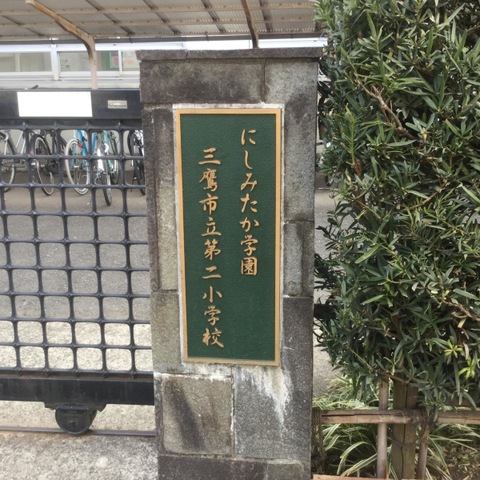 にしみたか学園
三鷹市立第二小学校